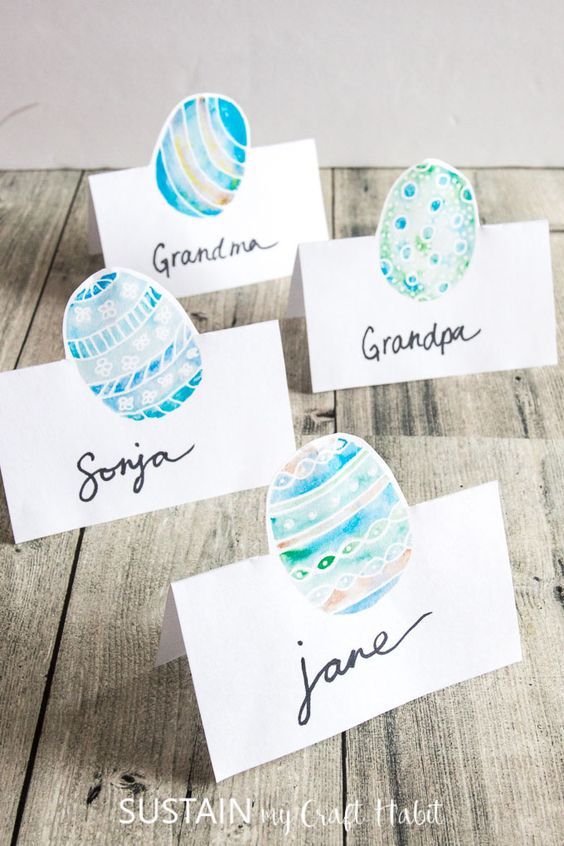 Grandma
Grandpa
Sonja
jane
SUSTAIN my Craft Habit